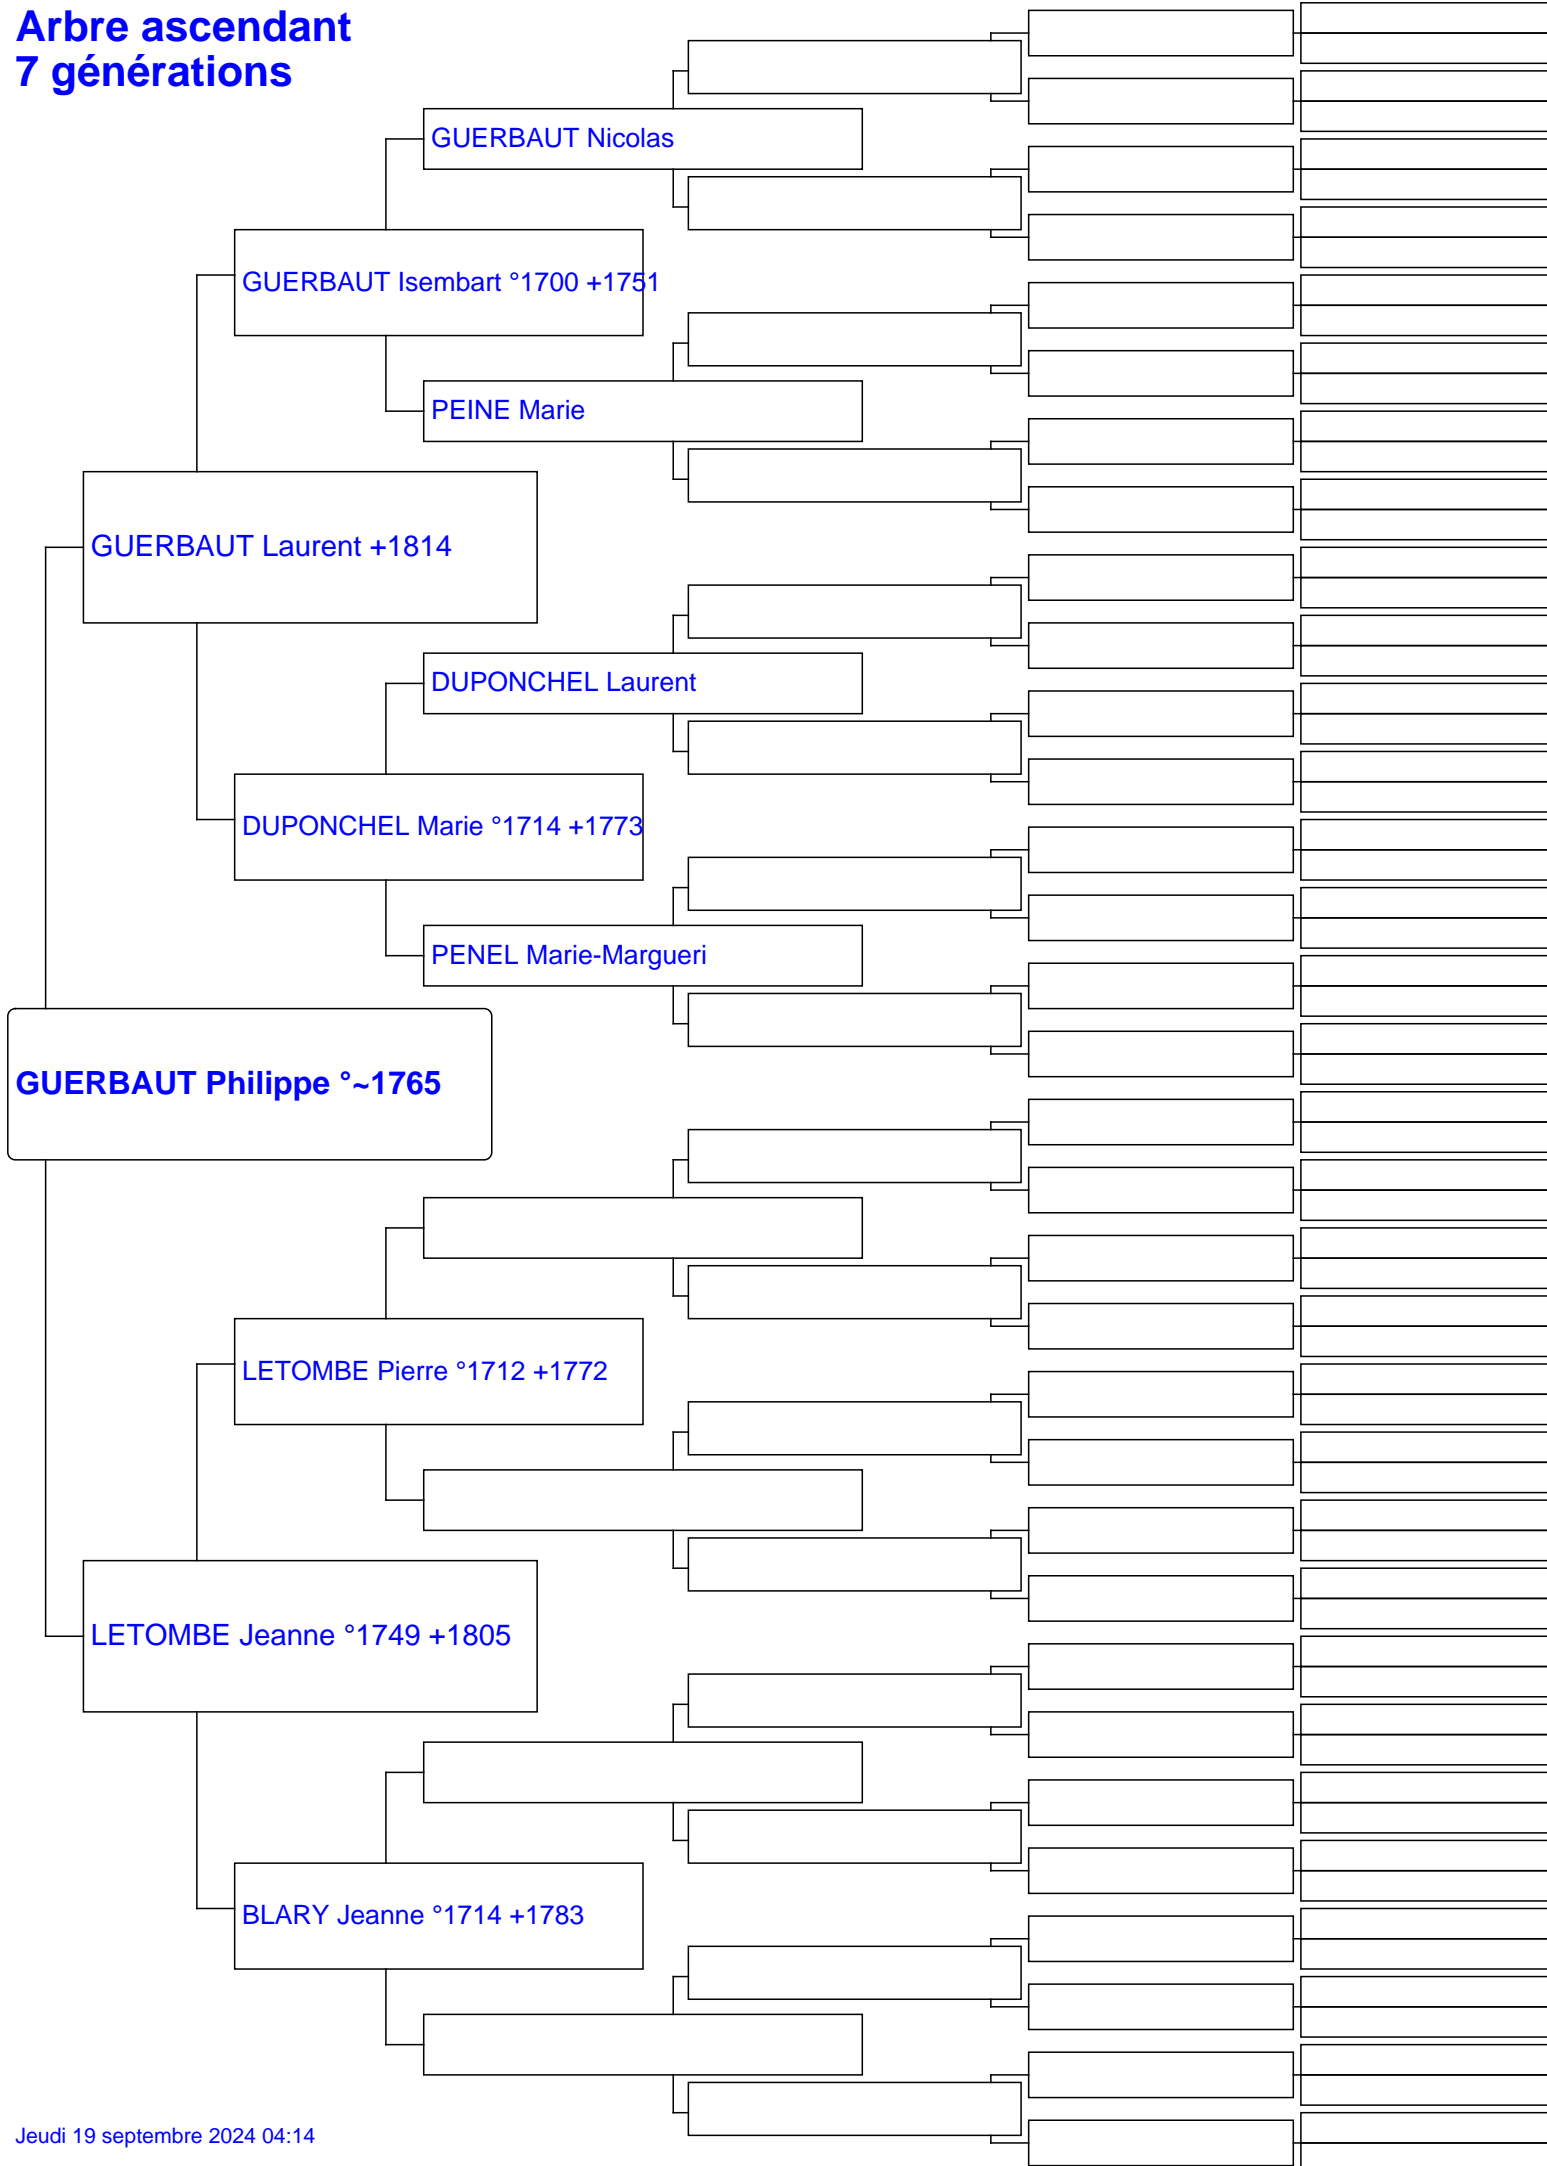 Arbre ascendant
7 générations
GUERBAUT Nicolas
GUERBAUT Isembart °1700 +1751
PEINE Marie
GUERBAUT Laurent +1814
DUPONCHEL Laurent
DUPONCHEL Marie °1714 +1773
PENEL Marie-Margueri
GUERBAUT Philippe °~1765
LETOMBE Pierre °1712 +1772
LETOMBE Jeanne °1749 +1805
BLARY Jeanne °1714 +1783
Jeudi 19 septembre 2024 04:14